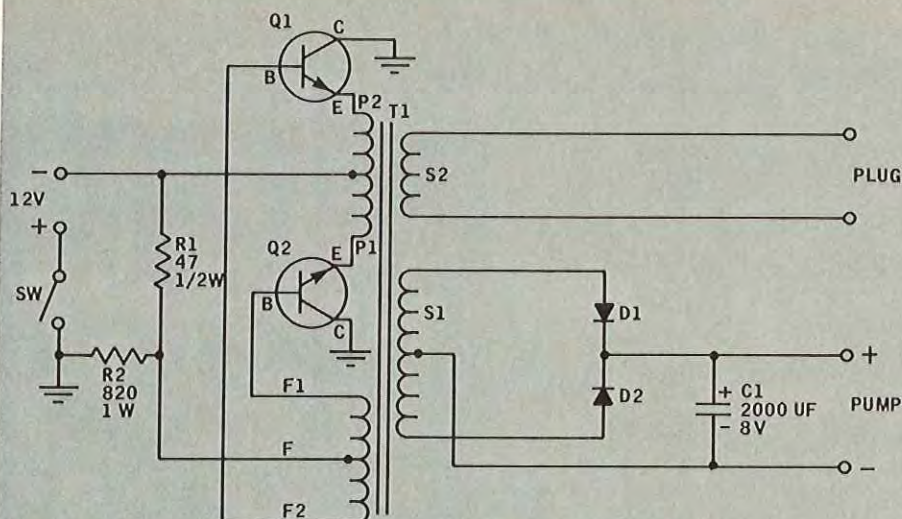 Q1
C
B
E
P2
T1
−
12V
+
SW
R1
47
1/2W
S2
PLUG
Q2
E
P1
B
C
S1
D1
R2
820
1 W
F1
D2
+ C1
2000 UF
− 8V
+
PUMP
−
F
F2